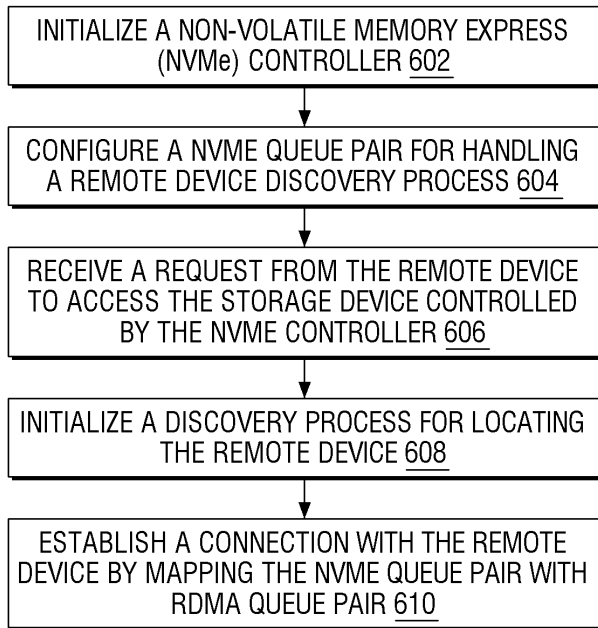 INITIALIZE A NON-VOLATILE MEMORY EXPRESS
(NVMe) CONTROLLER 602
CONFIGURE A NVME QUEUE PAIR FOR HANDLING
A REMOTE DEVICE DISCOVERY PROCESS 604
RECEIVE A REQUEST FROM THE REMOTE DEVICE
TO ACCESS THE STORAGE DEVICE CONTROLLED
BY THE NVME CONTROLLER 606
INITIALIZE A DISCOVERY PROCESS FOR LOCATING
THE REMOTE DEVICE 608
ESTABLISH A CONNECTION WITH THE REMOTE
DEVICE BY MAPPING THE NVME QUEUE PAIR WITH
RDMA QUEUE PAIR 610